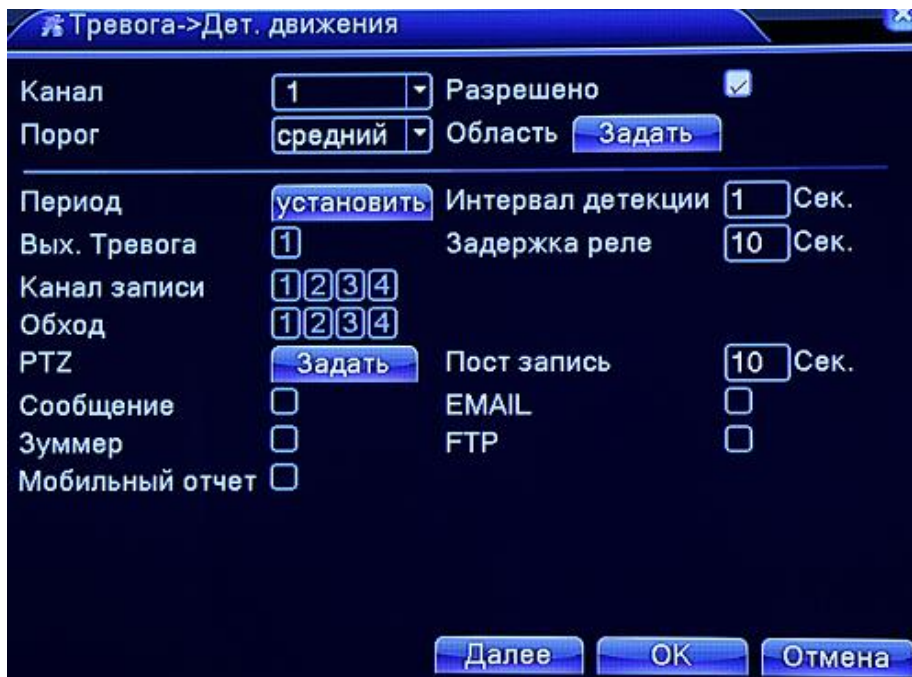 Тревога->Дет. движения
Канал 1 Разрешено
Порог средний Область Задать
Период установить Интервал детекции 1 Сек.
Вых. Тревога 1 Задержка реле 10 Сек.
Канал записи 1 2 3 4
Обход 1 2 3 4
PTZ Задать Пост запись 10 Сек.
Сообщение EMAIL
Зуммер FTP
Мобильный отчет
Далее OK Отмена